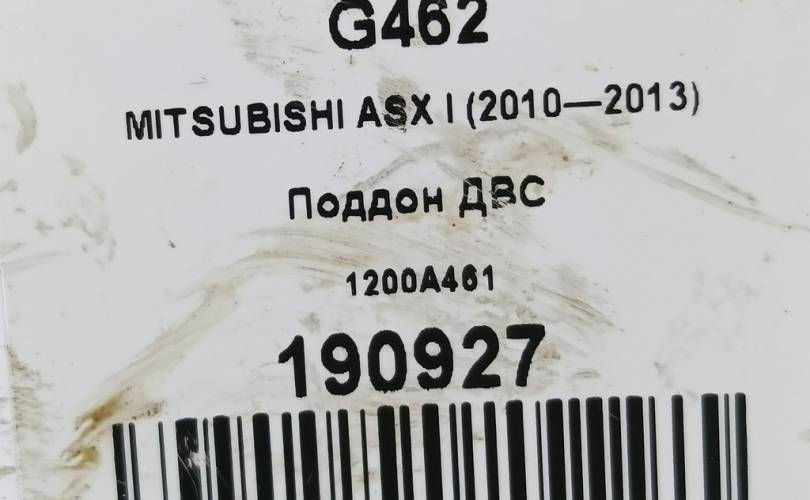 G462
MITSUBISHI ASX I (2010—2013)
Поддон ДВС
1200A461
190927